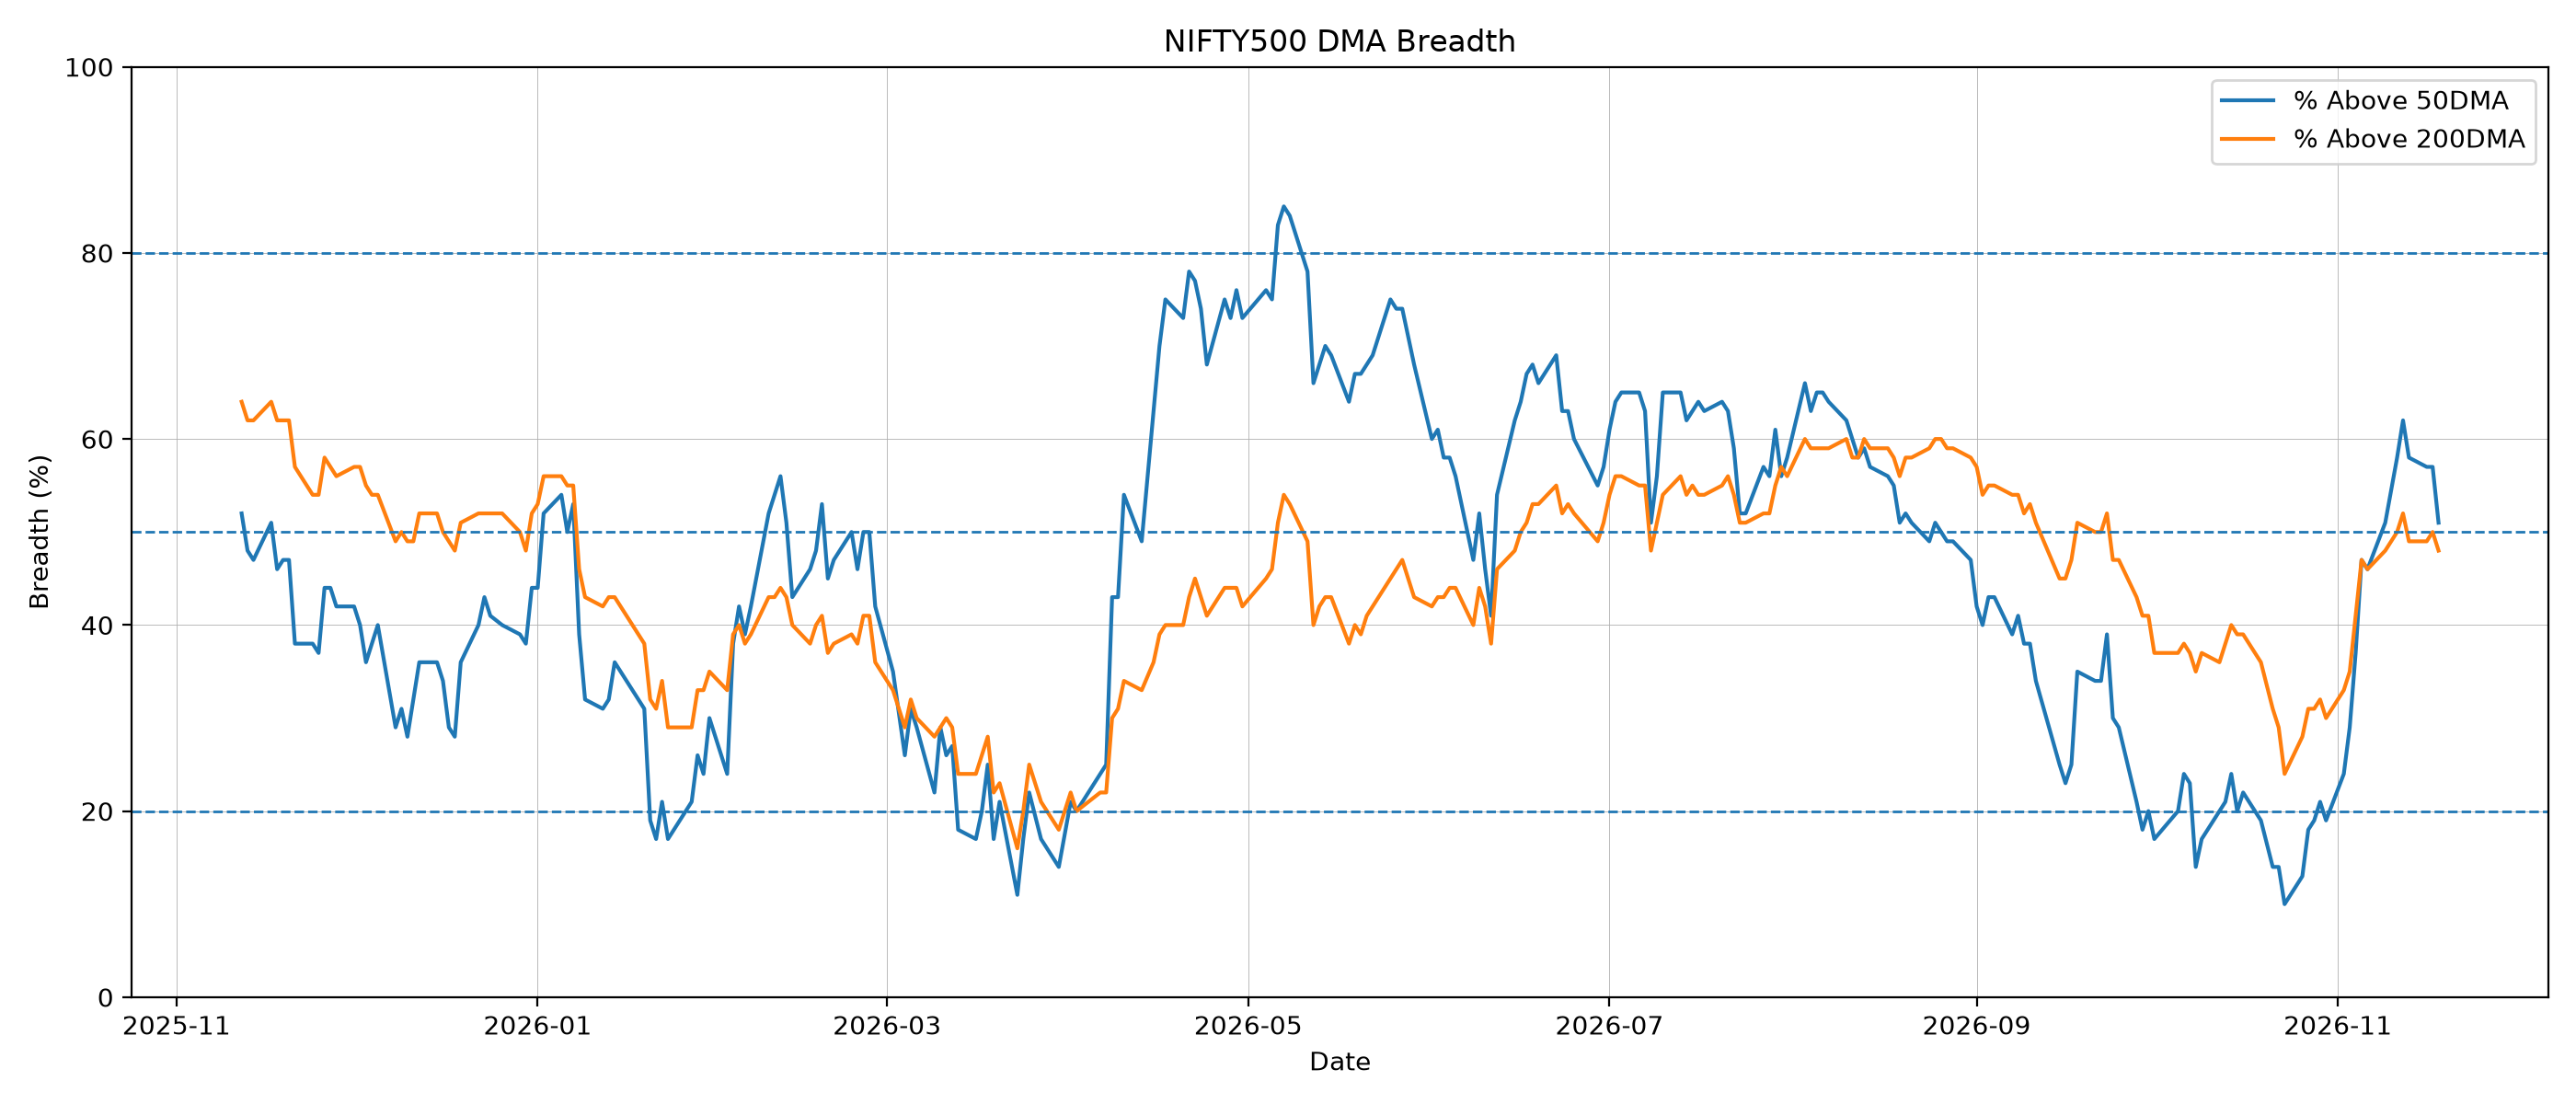 NIFTY500 DMA Breadth
% Above 50DMA
% Above 200DMA
Breadth (%)
100
80
60
40
20
0
2025-11
2026-01
2026-03
2026-05
2026-07
2026-09
2026-11
Date